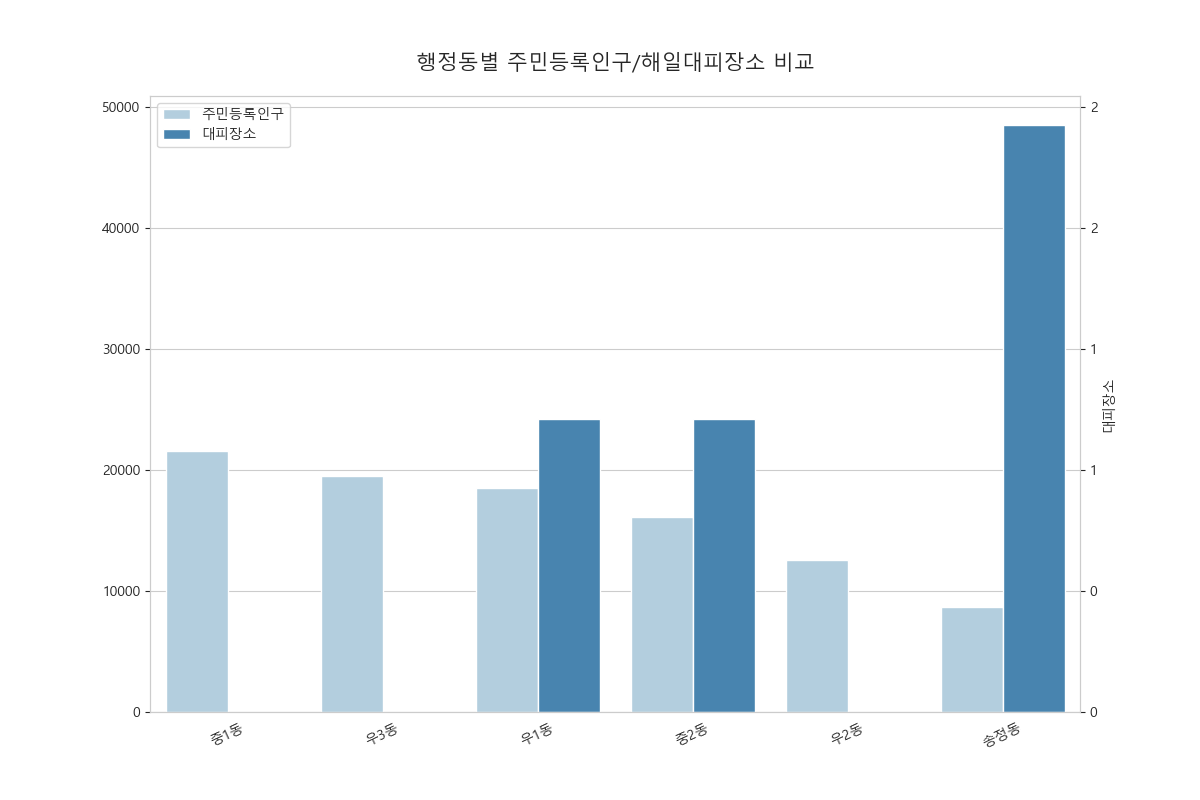 행정동별 주민등록인구/해일대피장소 비교
주민등록인구
대피장소
50000
40000
30000
20000
10000
0
2
2
1
1
0
0
대피장소
중1동
우3동
우1동
중2동
우2동
송정동